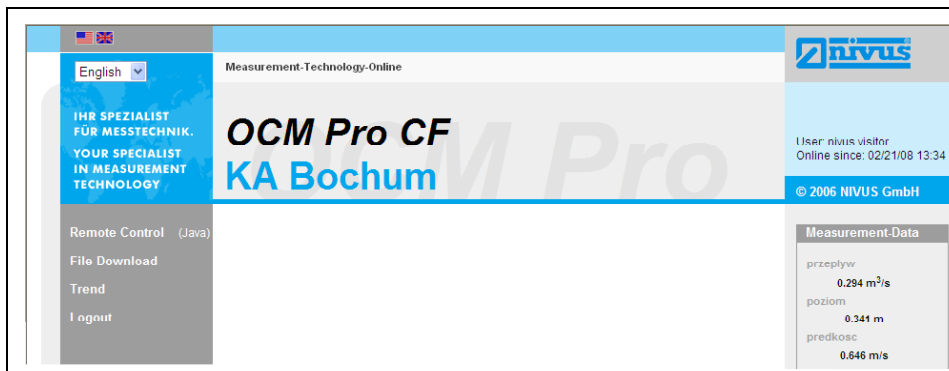 English
Measurement-Technology-Online
nivus
IHR SPEZIALIST
FÜR MESSTECHNIK.
YOUR SPECIALIST
IN MEASUREMENT
TECHNOLOGY
OCM Pro
OCM Pro CF
KA Bochum
User: nivus visitor
Online since: 02/21/08 13:34
© 2006 NIVUS GmbH
Remote Control (Java)
File Download
Trend
Logout
Measurement-Data
przeplyw
0.294 m³/s
poziom
0.341 m
predkosc
0.646 m/s